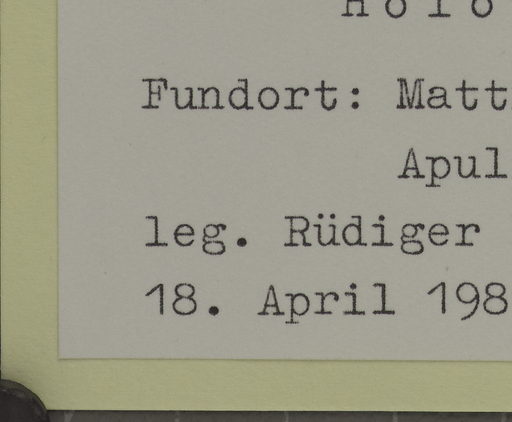 Fundort: Matt
Apul
leg. Rüdiger
18. April 198